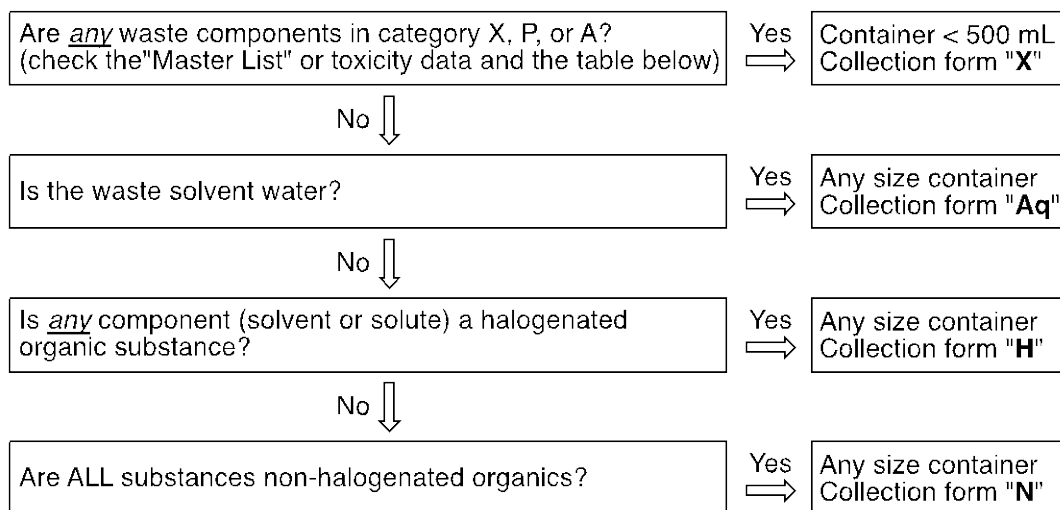 Are any waste components in category X, P, or A?
(check the"Master List" or toxicity data and the table below)
Yes
Container < 500 mL
Collection form "X"
No
Is the waste solvent water?
Yes
Any size container
Collection form "Aq"
No
Is any component (solvent or solute) a halogenated
organic substance?
Yes
Any size container
Collection form "H"
No
Are ALL substances non-halogenated organics?
Yes
Any size container
Collection form "N"